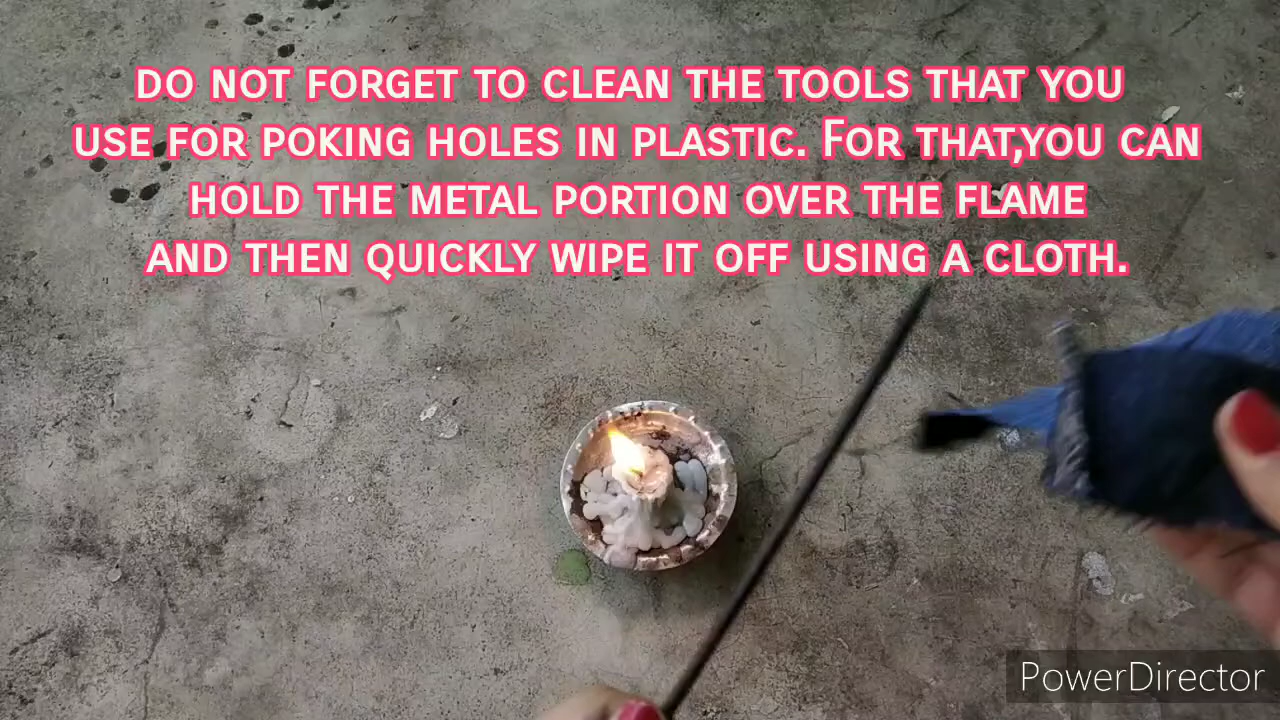 DO NOT FORGET TO CLEAN THE TOOLS THAT YOU
USE FOR POKING HOLES IN PLASTIC. FOR THAT,YOU CAN
HOLD THE METAL PORTION OVER THE FLAME
AND THEN QUICKLY WIPE IT OFF USING A CLOTH.
PowerDirector